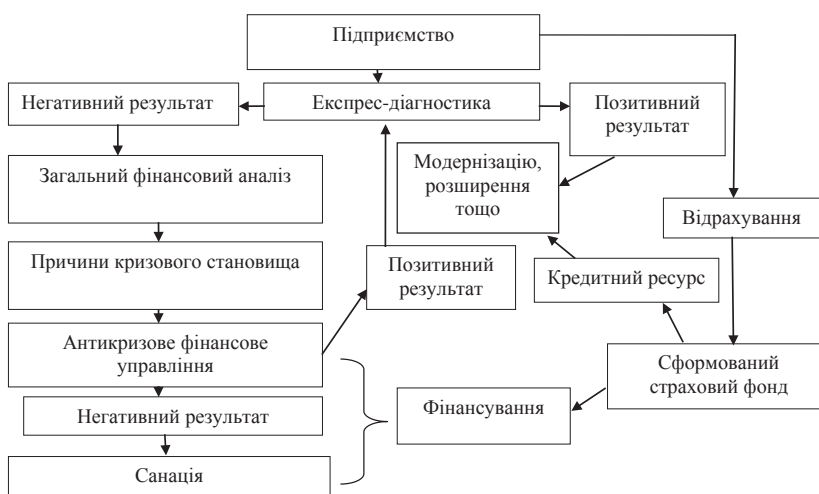 Підприємство
Негативний результат
Експрес-діагностика
Позитивний
результат
Загальний фінансовий аналіз
Модернізацію,
розширення
тощо
Відрахування
Причини кризового становища
Позитивний
результат
Кредитний ресурс
Антикризове фінансове
управління
Сформований
страховий фонд
Негативний результат
Фінансування
Санація